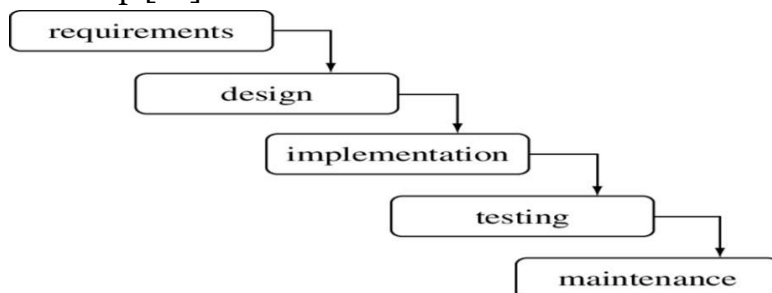 requirements
design
implementation
testing
maintenance